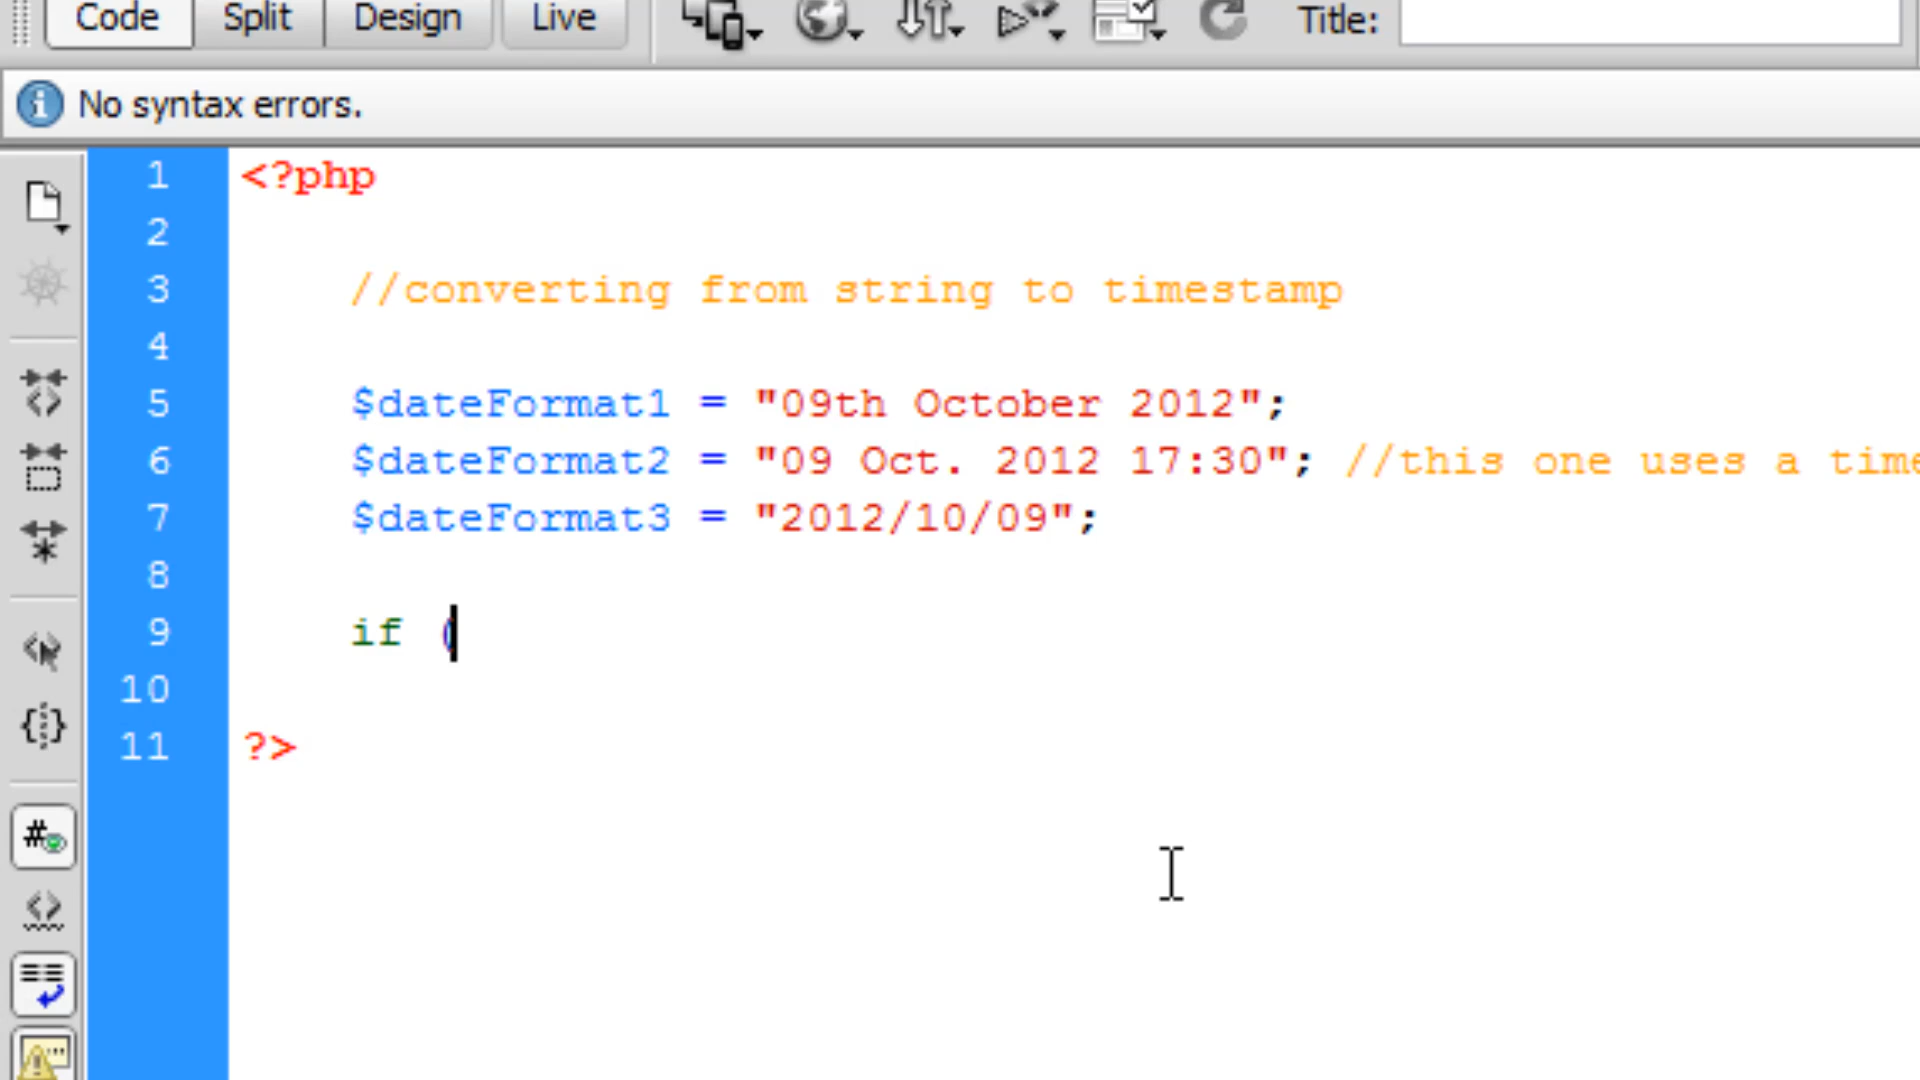 Code Split Design Live Title:
No syntax errors.
1 <?php
2
3 //converting from string to timestamp
4
5 $dateFormat1 = "09th October 2012";
6 $dateFormat2 = "09 Oct. 2012 17:30"; //this one uses a time
7 $dateFormat3 = "2012/10/09";
8
9 if (
10
11 ?>